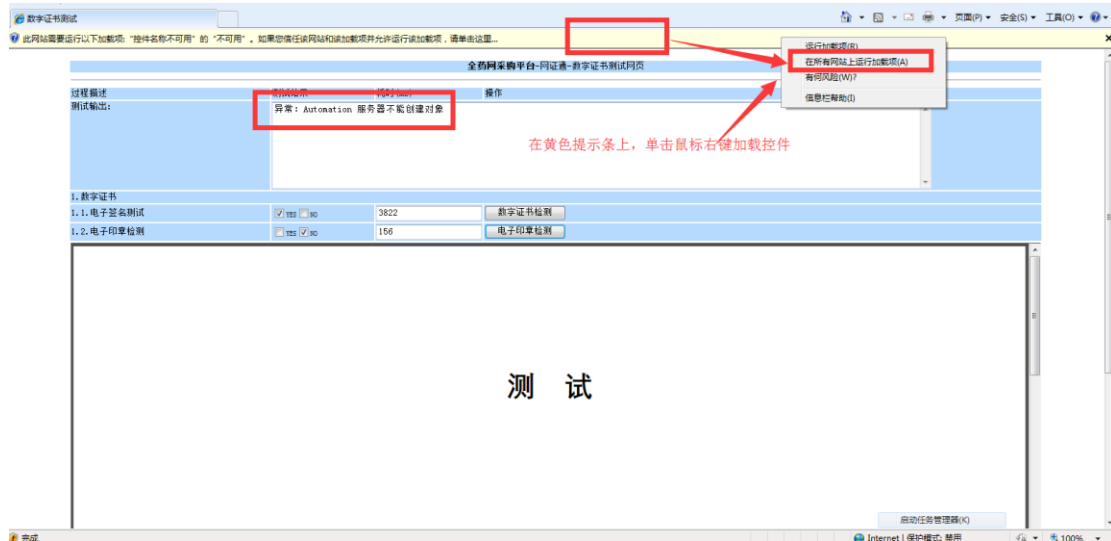 数字证书测试
页面(P) 安全(S) 工具(O)
此网站需要运行以下加载项: "控件名称不可用" 的 "不可用" 。如果您信任该网站和该加载项并允许运行该加载项，请单击这里...
运行加载项(R)
在所有网站上运行加载项(A)
有何风险(W)?
信息栏帮助(I)
全药网采购平台-网证通-数字证书测试网页
过程描述 测试结果 耗时(ms) 操作
测试输出:
异常: Automation 服务器不能创建对象
在黄色提示条上，单击鼠标右键加载控件
1.数字证书
1.1.电子签名测试 YES NO 3822 数字证书检测
1.2.电子印章检测 YES NO 156 电子印章检测
测 试
启动任务管理器(K)
完成 Internet | 保护模式: 禁用 100%